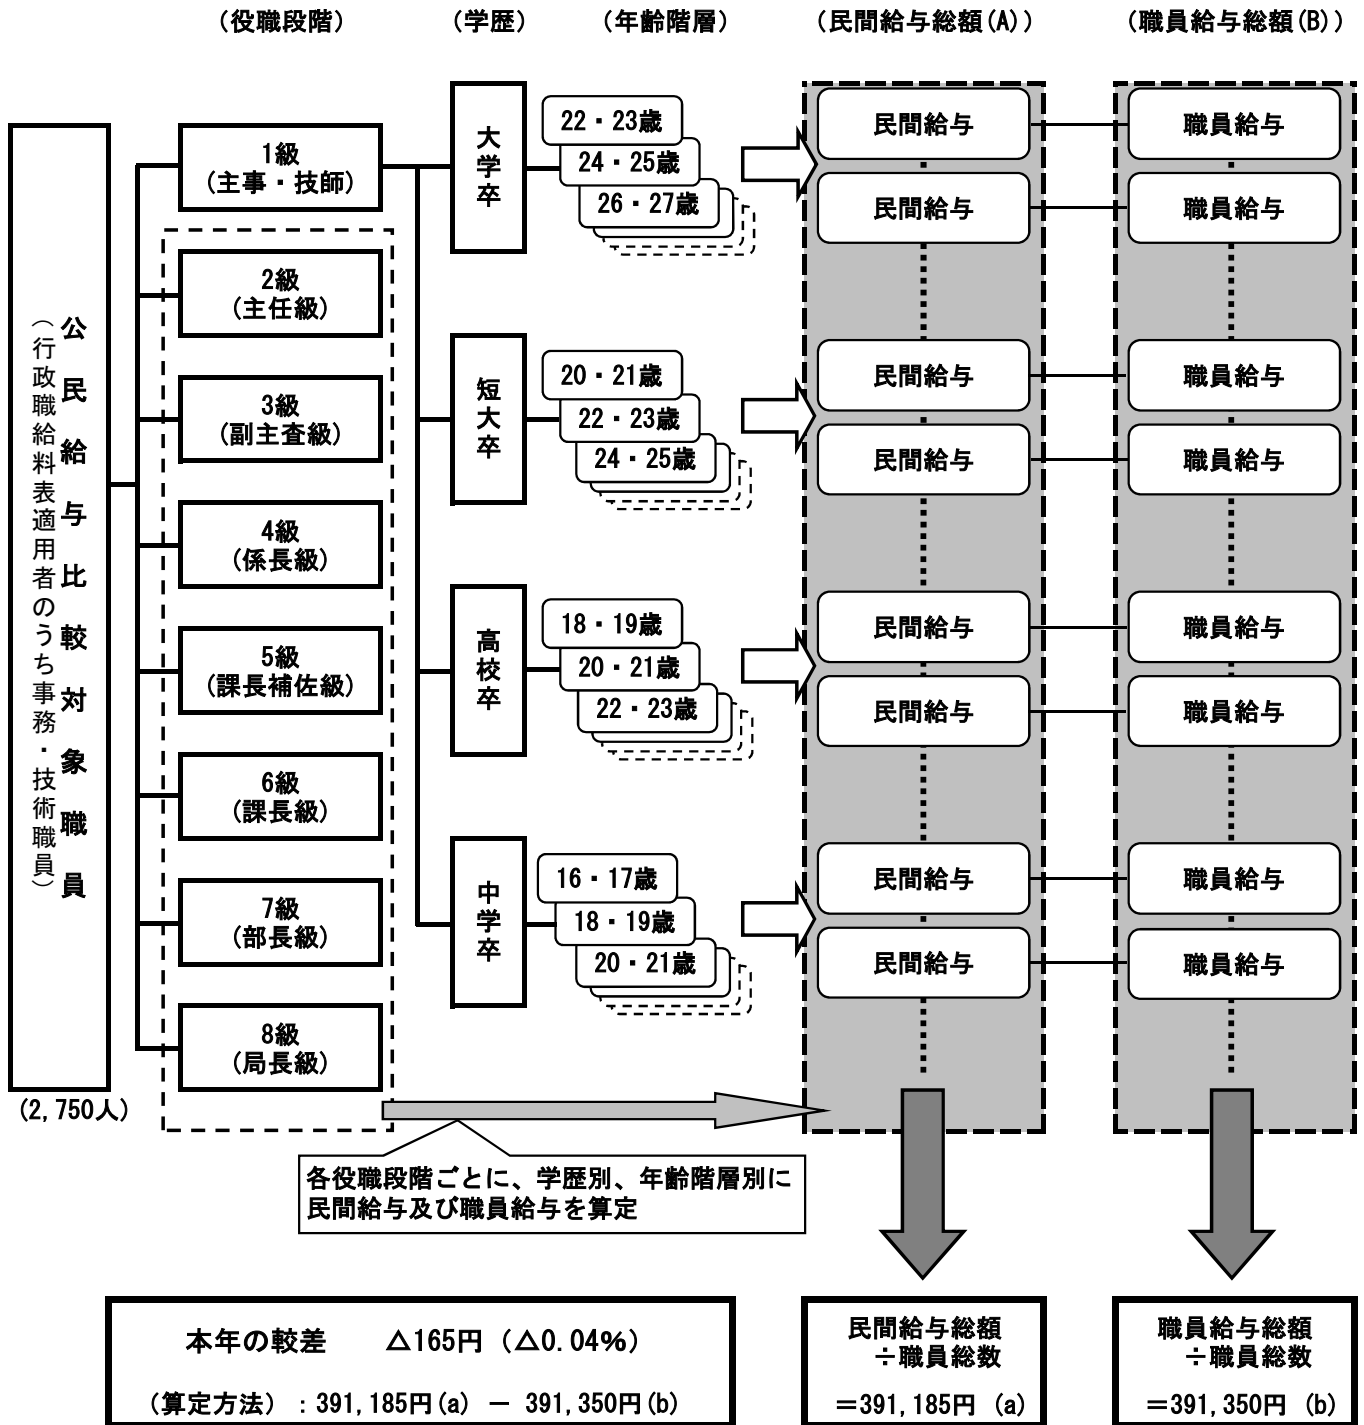 (役職段階)
(学歴)
(年齢階層)
(民間給与総額(A))
(職員給与総額(B))
公民給与比較対象職員
(行政職給料表適用者のうち事務・技術職員)
(2,750人)
1級
(主事・技師)
2級
(主任級)
3級
(副主査級)
4級
(係長級)
5級
(課長補佐級)
6級
(課長級)
7級
(部長級)
8級
(局長級)
大学卒
22・23歳
24・25歳
26・27歳
民間給与
職員給与
民間給与
職員給与
短大卒
20・21歳
22・23歳
24・25歳
民間給与
職員給与
民間給与
職員給与
高校卒
18・19歳
20・21歳
22・23歳
民間給与
職員給与
民間給与
職員給与
中学卒
16・17歳
18・19歳
20・21歳
民間給与
職員給与
民間給与
職員給与
各役職段階ごとに、学歴別、年齢階層別に
民間給与及び職員給与を算定
本年の較差 △165円 (△0.04%)
(算定方法) : 391,185円(a) － 391,350円(b)
民間給与総額
÷職員総数
=391,185円 (a)
職員給与総額
÷職員総数
=391,350円 (b)